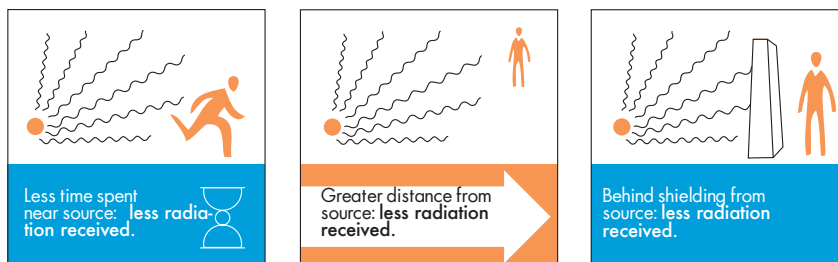 Less time spent
near source: less radia-
tion received.
Greater distance from
source: less radiation
received.
Behind shielding from
source: less radiation
received.